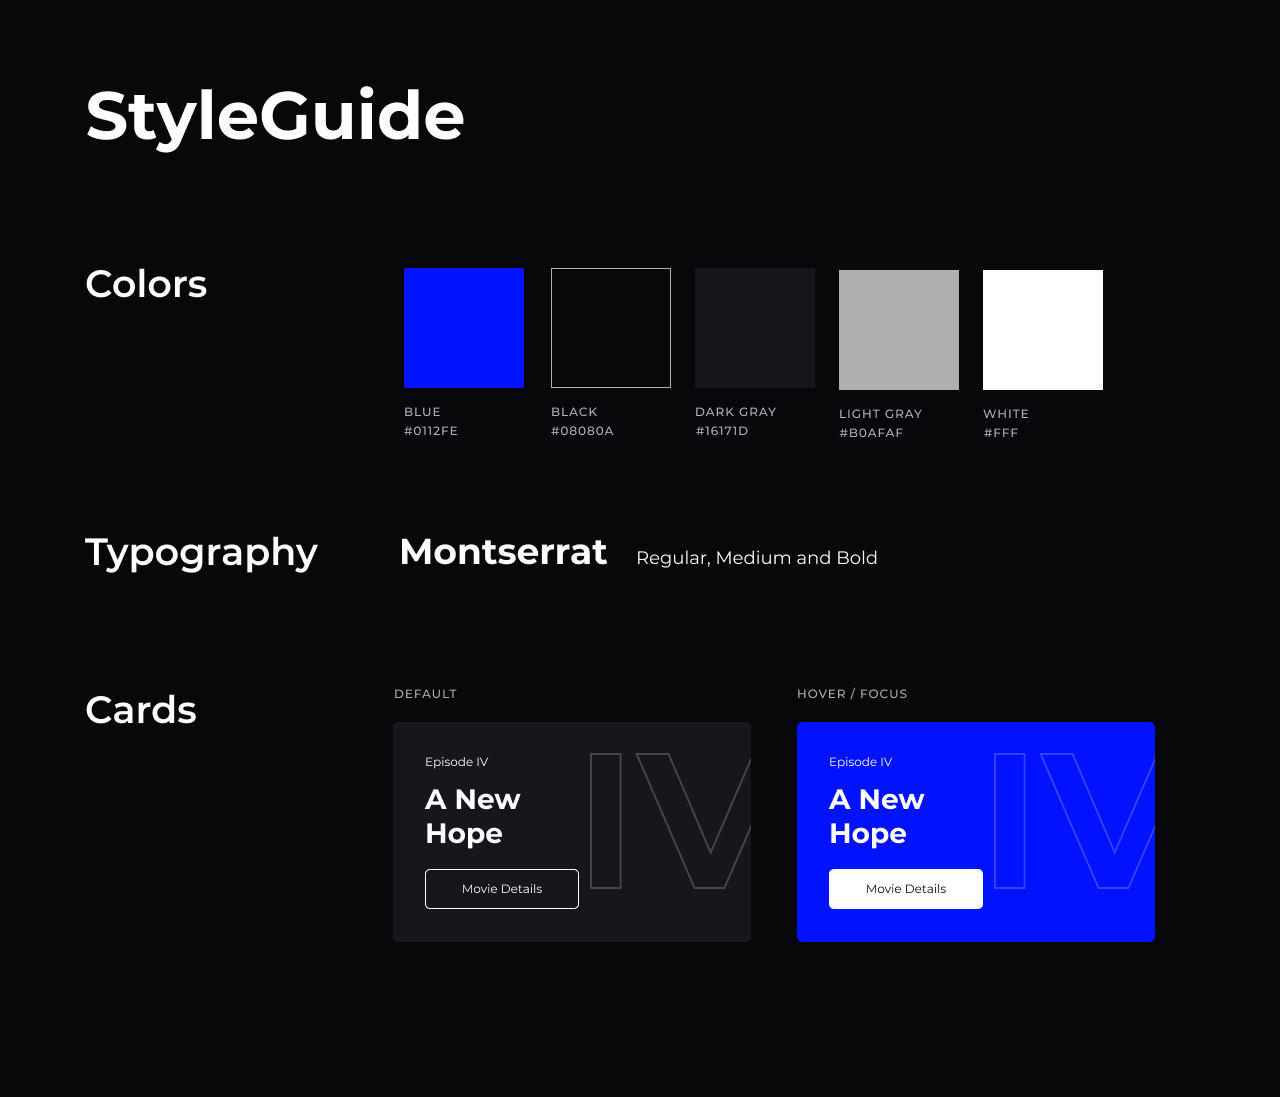 StyleGuide
Colors
BLUE
#0112FE
BLACK
#08080A
DARK GRAY
#16171D
LIGHT GRAY
#B0AFAF
WHITE
#FFF
Typography
Montserrat
Regular, Medium and Bold
Cards
DEFAULT
Episode IV
A New
Hope
Movie Details
IV
HOVER / FOCUS
Episode IV
A New
Hope
Movie Details
IV